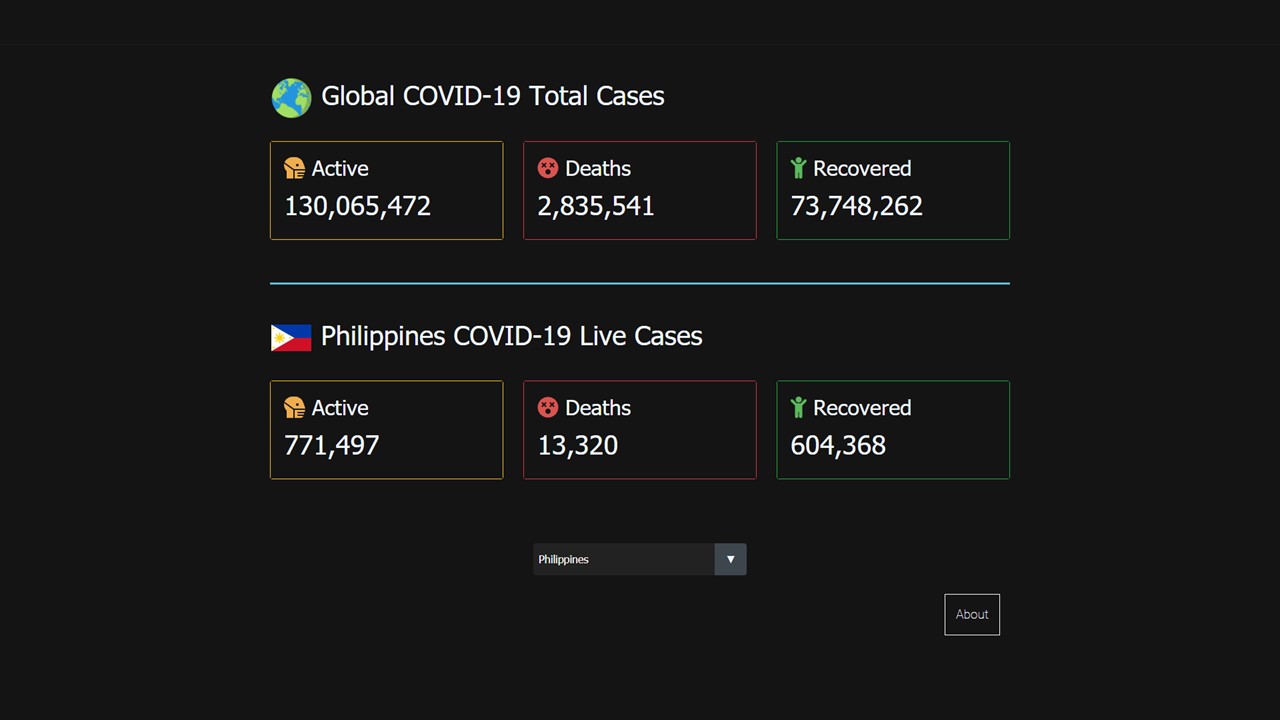 Global COVID-19 Total Cases
Active
130,065,472
Deaths
2,835,541
Recovered
73,748,262
Philippines COVID-19 Live Cases
Active
771,497
Deaths
13,320
Recovered
604,368
Philippines
About